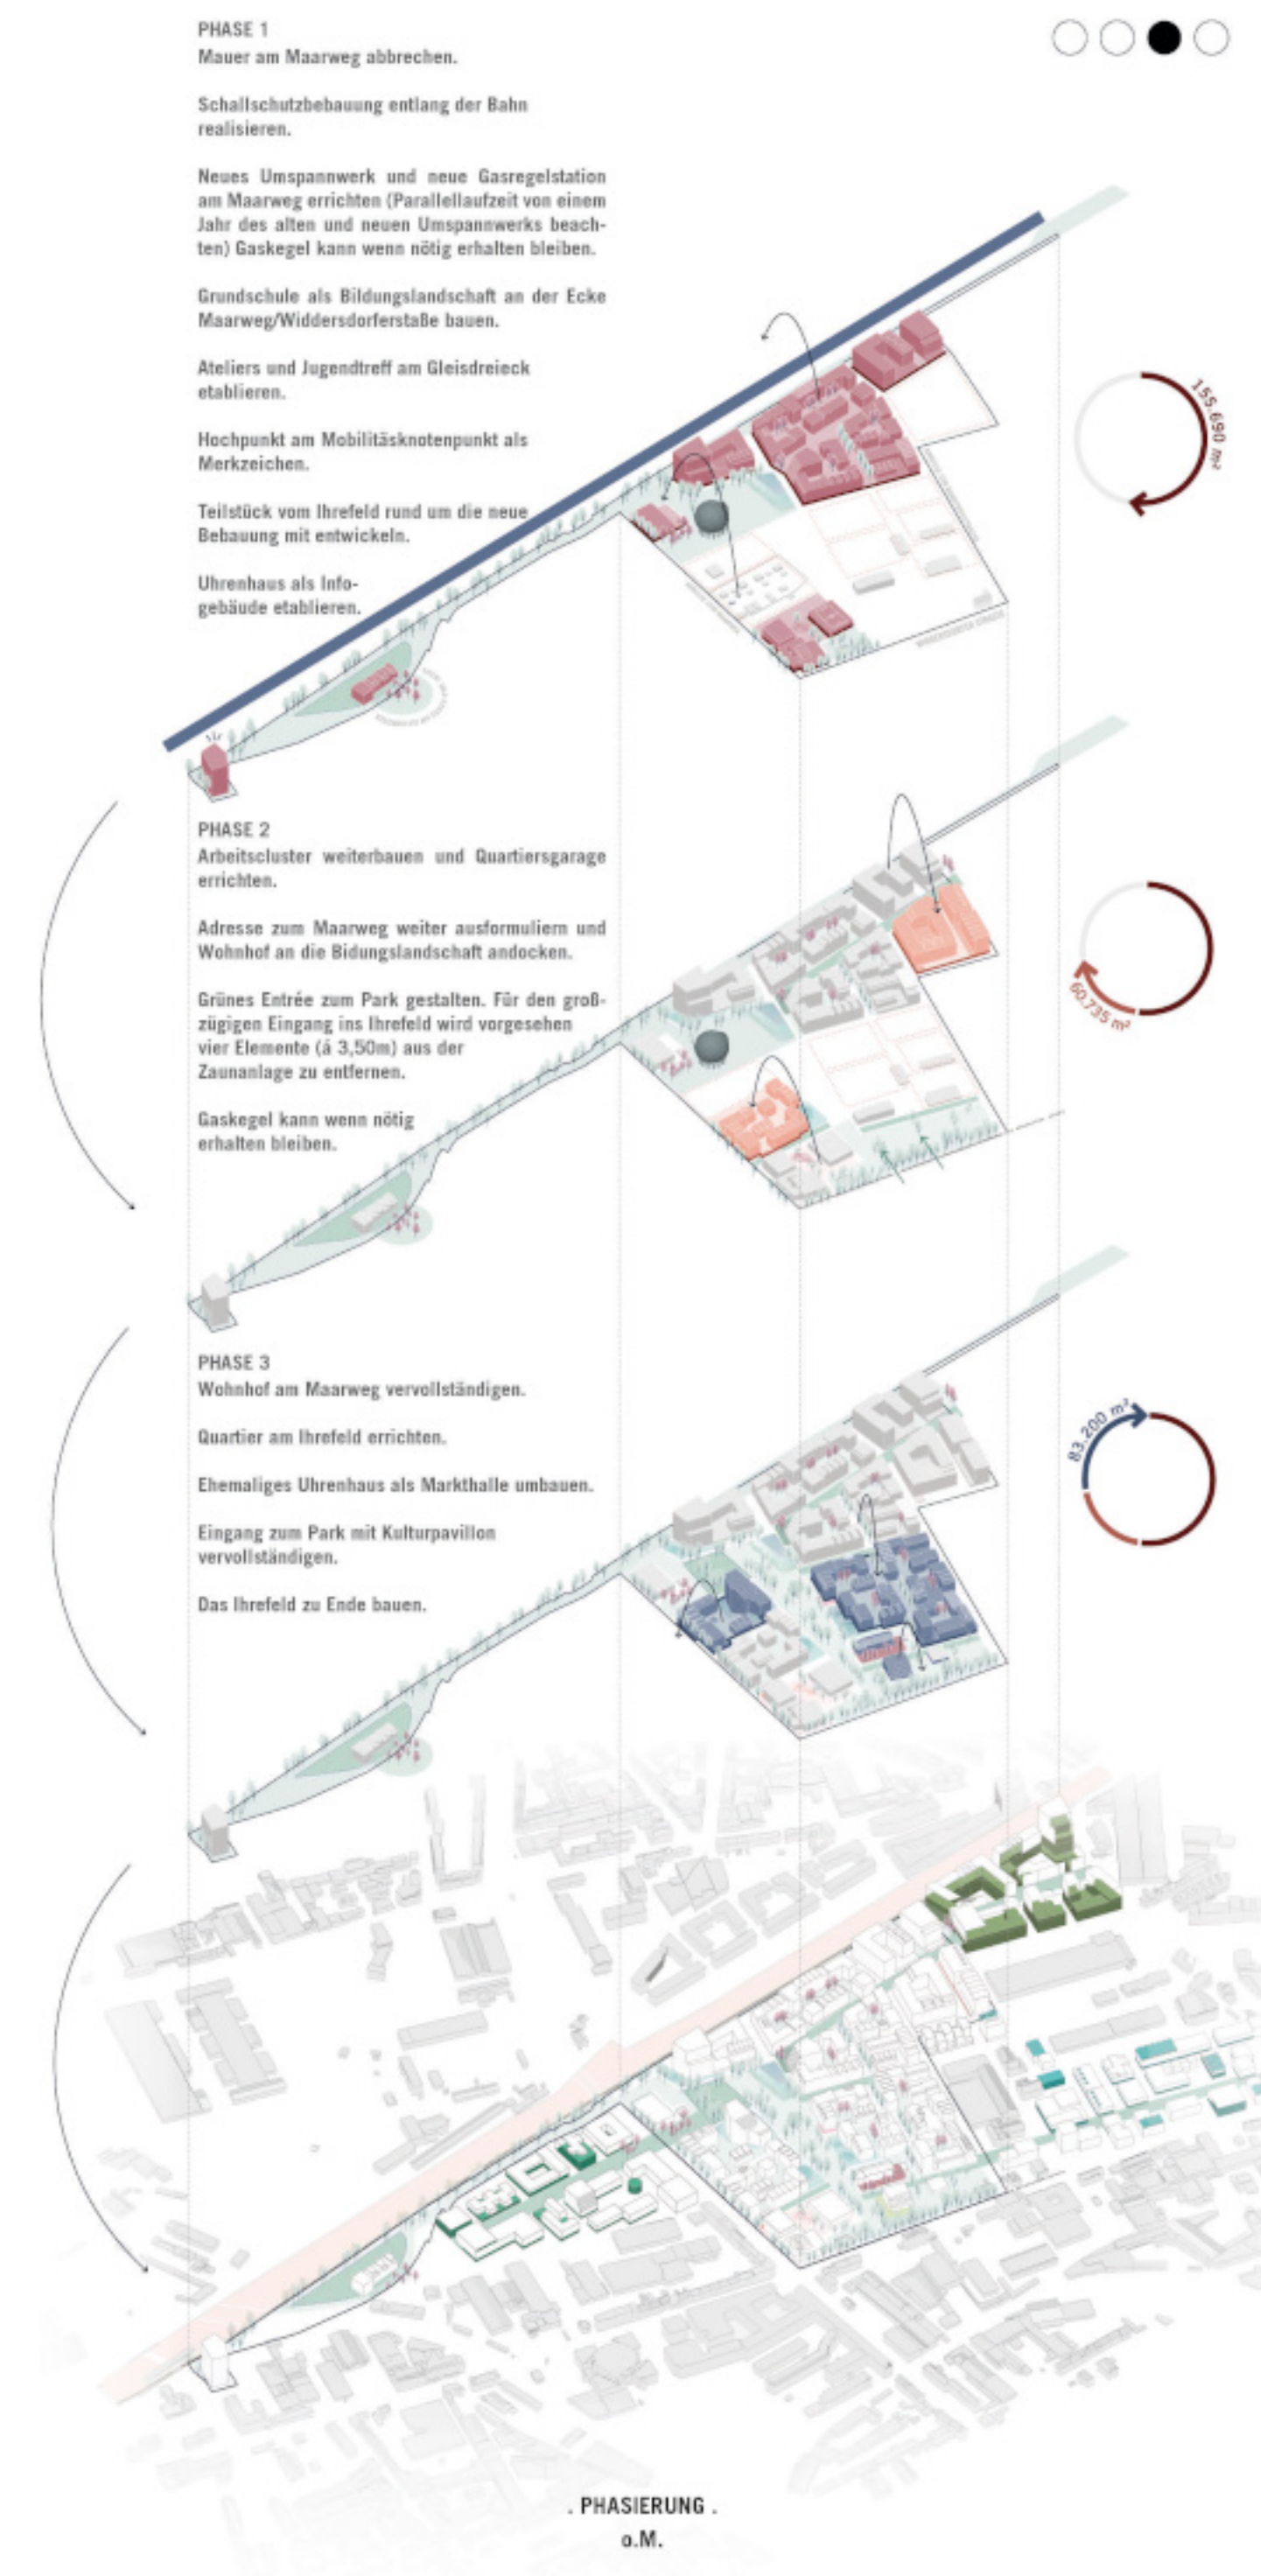 PHASE 1
Mauer am Maarweg abbrechen.
Schallschutzbebauung entlang der Bahn
realisieren.
Neues Umspannwerk und neue Gasregelstation
am Maarweg errichten (Parallellaufzeit von einem
Jahr des alten und neuen Umspannwerks beach-
ten) Gaskegel kann wenn nötig erhalten bleiben.
Grundschule als Bildungslandschaft an der Ecke
Maarweg/Widdersdorferstaße bauen.
Ateliers und Jugendtreff am Gleisdreieck
etablieren.
Hochpunkt am Mobilitäsknotenpunkt als
Merkzeichen.
Teilstück vom Ihrefeld rund um die neue
Bebauung mit entwickeln.
Uhrenhaus als Info-
gebäude etablieren.
155.690 m²
PHASE 2
Arbeitscluster weiterbauen und Quartiersgarage
errichten.
Adresse zum Maarweg weiter ausformuliern und
Wohnhof an die Bidungslandschaft andocken.
Grünes Entrée zum Park gestalten. Für den groß-
zügigen Eingang ins Ihrefeld wird vorgesehen
vier Elemente (á 3,50m) aus der
Zaunanlage zu entfernen.
Gaskegel kann wenn nötig
erhalten bleiben.
60.735 m²
PHASE 3
Wohnhof am Maarweg vervollständigen.
Quartier am Ihrefeld errichten.
Ehemaliges Uhrenhaus als Markthalle umbauen.
Eingang zum Park mit Kulturpavillon
vervollständigen.
Das Ihrefeld zu Ende bauen.
83.200 m²
. PHASIERUNG .
o.M.